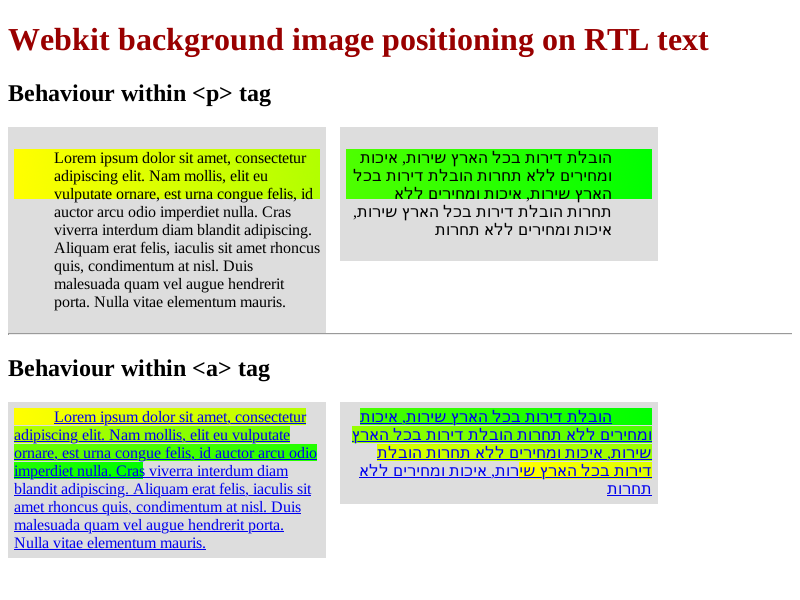 Webkit background image positioning on RTL text
Behaviour within <p> tag
Lorem ipsum dolor sit amet, consectetur
adipiscing elit. Nam mollis, elit eu
vulputate ornare, est urna congue felis, id
auctor arcu odio imperdiet nulla. Cras
viverra interdum diam blandit adipiscing.
Aliquam erat felis, iaculis sit amet rhoncus
quis, condimentum at nisl. Duis
malesuada quam vel augue hendrerit
porta. Nulla vitae elementum mauris.
הובלת דירות בכל הארץ שירות, איכות
ומחירים ללא תחרות הובלת דירות בכל
הארץ שירות, איכות ומחירים ללא
תחרות הובלת דירות בכל הארץ שירות,
איכות ומחירים ללא תחרות
Behaviour within <a> tag
Lorem ipsum dolor sit amet, consectetur
adipiscing elit. Nam mollis, elit eu vulputate
ornare, est urna congue felis, id auctor arcu odio
imperdiet nulla. Cras viverra interdum diam
blandit adipiscing. Aliquam erat felis, iaculis sit
amet rhoncus quis, condimentum at nisl. Duis
malesuada quam vel augue hendrerit porta.
Nulla vitae elementum mauris.
הובלת דירות בכל הארץ שירות, איכות
ומחירים ללא תחרות הובלת דירות בכל הארץ
שירות, איכות ומחירים ללא תחרות הובלת
דירות בכל הארץ שירות, איכות ומחירים ללא
תחרות